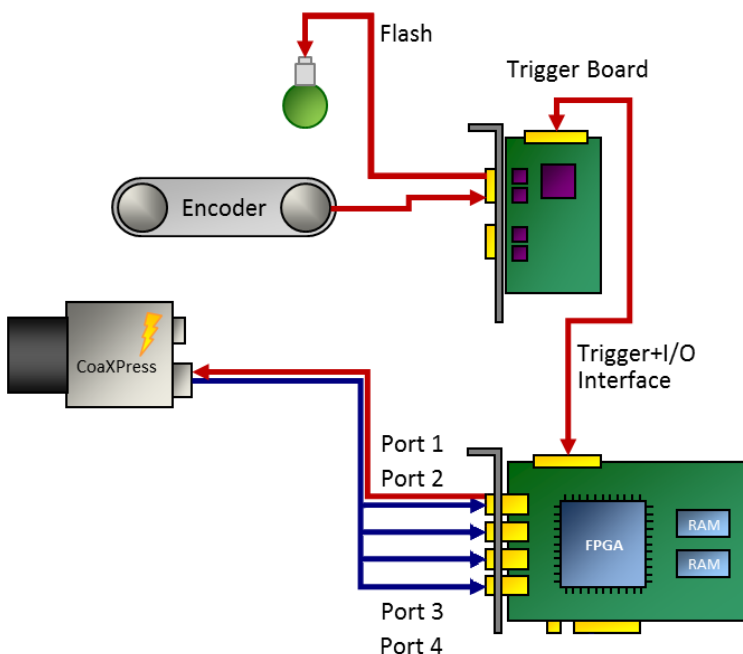 Flash
Trigger Board
Encoder
CoaXPress
Trigger+I/O
Interface
Port 1
Port 2
FPGA
RAM
RAM
Port 3
Port 4